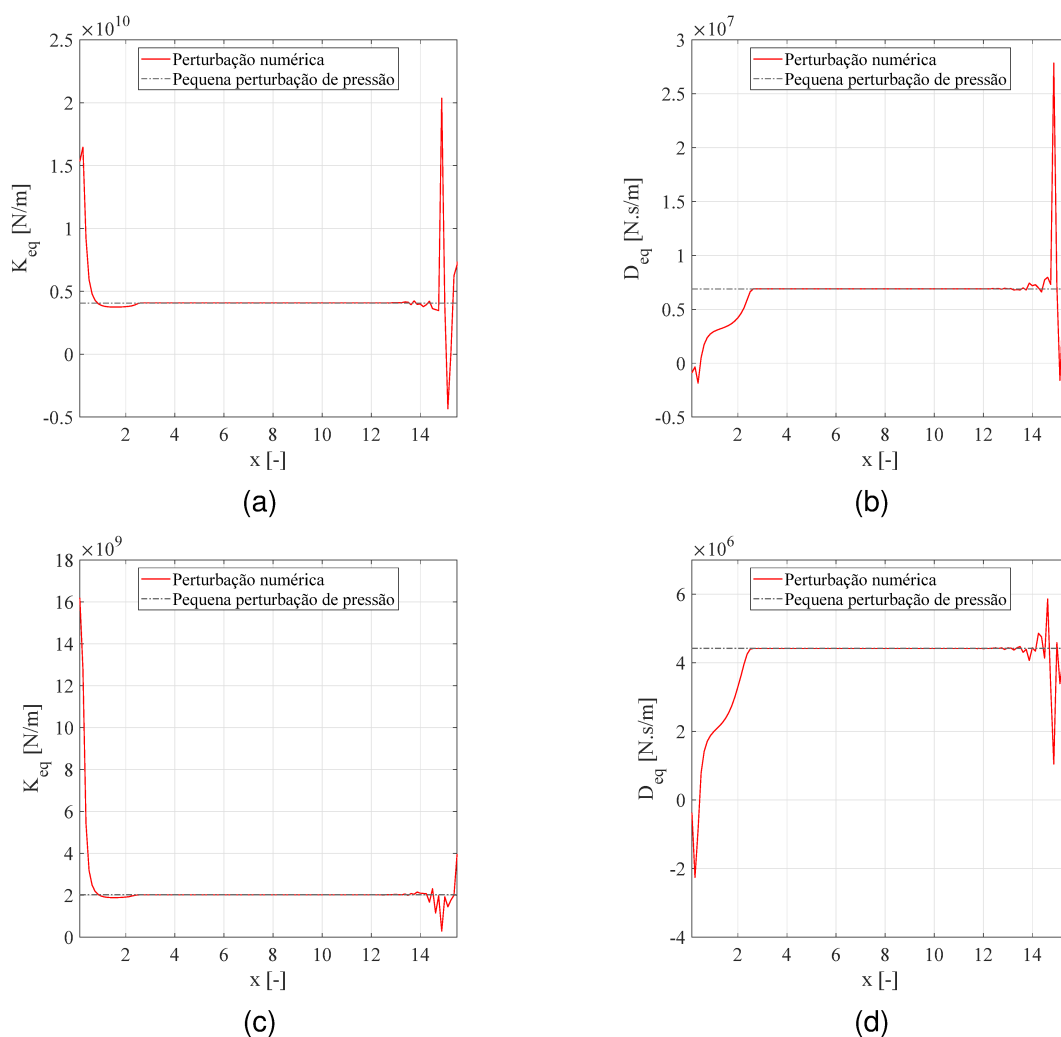 ×10^10
2.5
2
1.5
1
0.5
0
-0.5
K_eq [N/m]
Perturbação numérica
Pequena perturbação de pressão
2 4 6 8 10 12 14
x [-]
(a)
×10^7
3
2.5
2
1.5
1
0.5
0
-0.5
D_eq [N.s/m]
Perturbação numérica
Pequena perturbação de pressão
2 4 6 8 10 12 14
x [-]
(b)
×10^9
18
16
14
12
10
8
6
4
2
0
K_eq [N/m]
Perturbação numérica
Pequena perturbação de pressão
2 4 6 8 10 12 14
x [-]
(c)
×10^6
6
4
2
0
-2
-4
D_eq [N.s/m]
Perturbação numérica
Pequena perturbação de pressão
2 4 6 8 10 12 14
x [-]
(d)